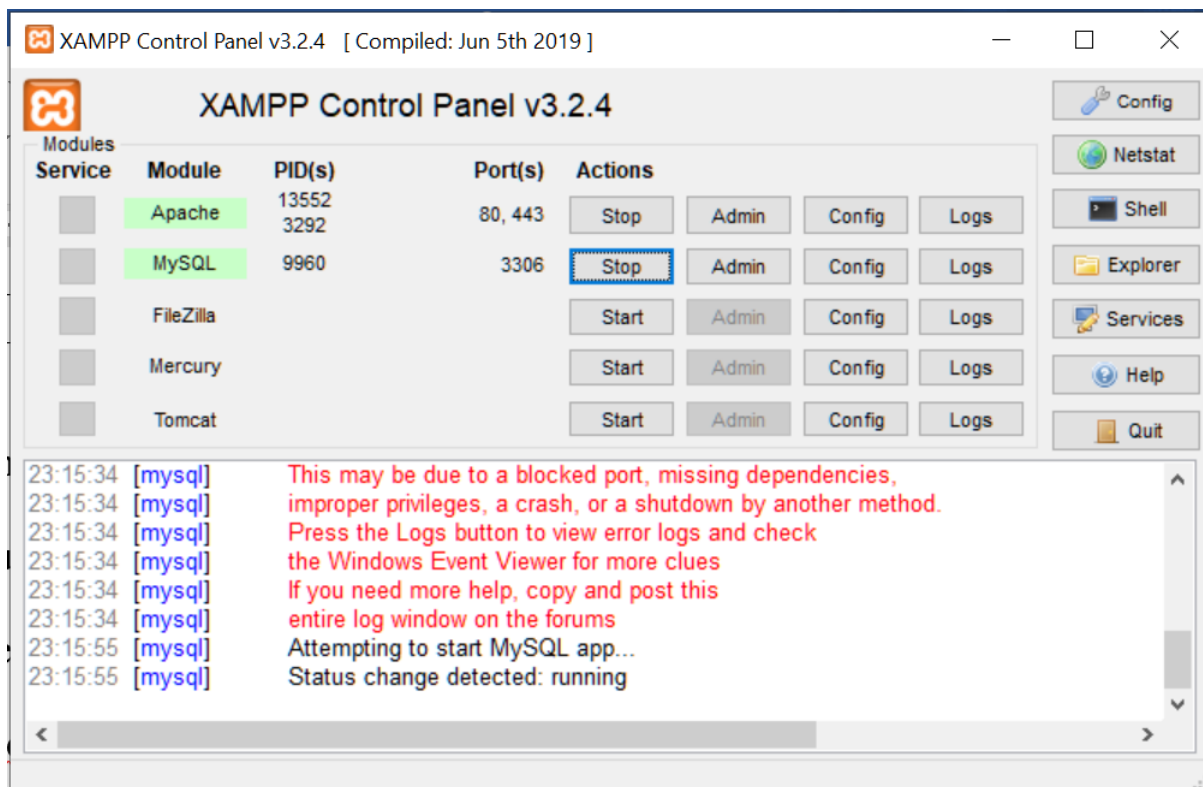 XAMPP Control Panel v3.2.4 [ Compiled: Jun 5th 2019 ]
XAMPP Control Panel v3.2.4
Config
Modules
Service Module PID(s) Port(s) Actions
Netstat
Apache 13552 3292 80, 443 Stop Admin Config Logs
Shell
MySQL 9960 3306 Stop Admin Config Logs
Explorer
FileZilla Start Admin Config Logs
Services
Mercury Start Admin Config Logs
Help
Tomcat Start Admin Config Logs
Quit
23:15:34 [mysql] This may be due to a blocked port, missing dependencies,
23:15:34 [mysql] improper privileges, a crash, or a shutdown by another method.
23:15:34 [mysql] Press the Logs button to view error logs and check
23:15:34 [mysql] the Windows Event Viewer for more clues
23:15:34 [mysql] If you need more help, copy and post this
23:15:34 [mysql] entire log window on the forums
23:15:55 [mysql] Attempting to start MySQL app...
23:15:55 [mysql] Status change detected: running